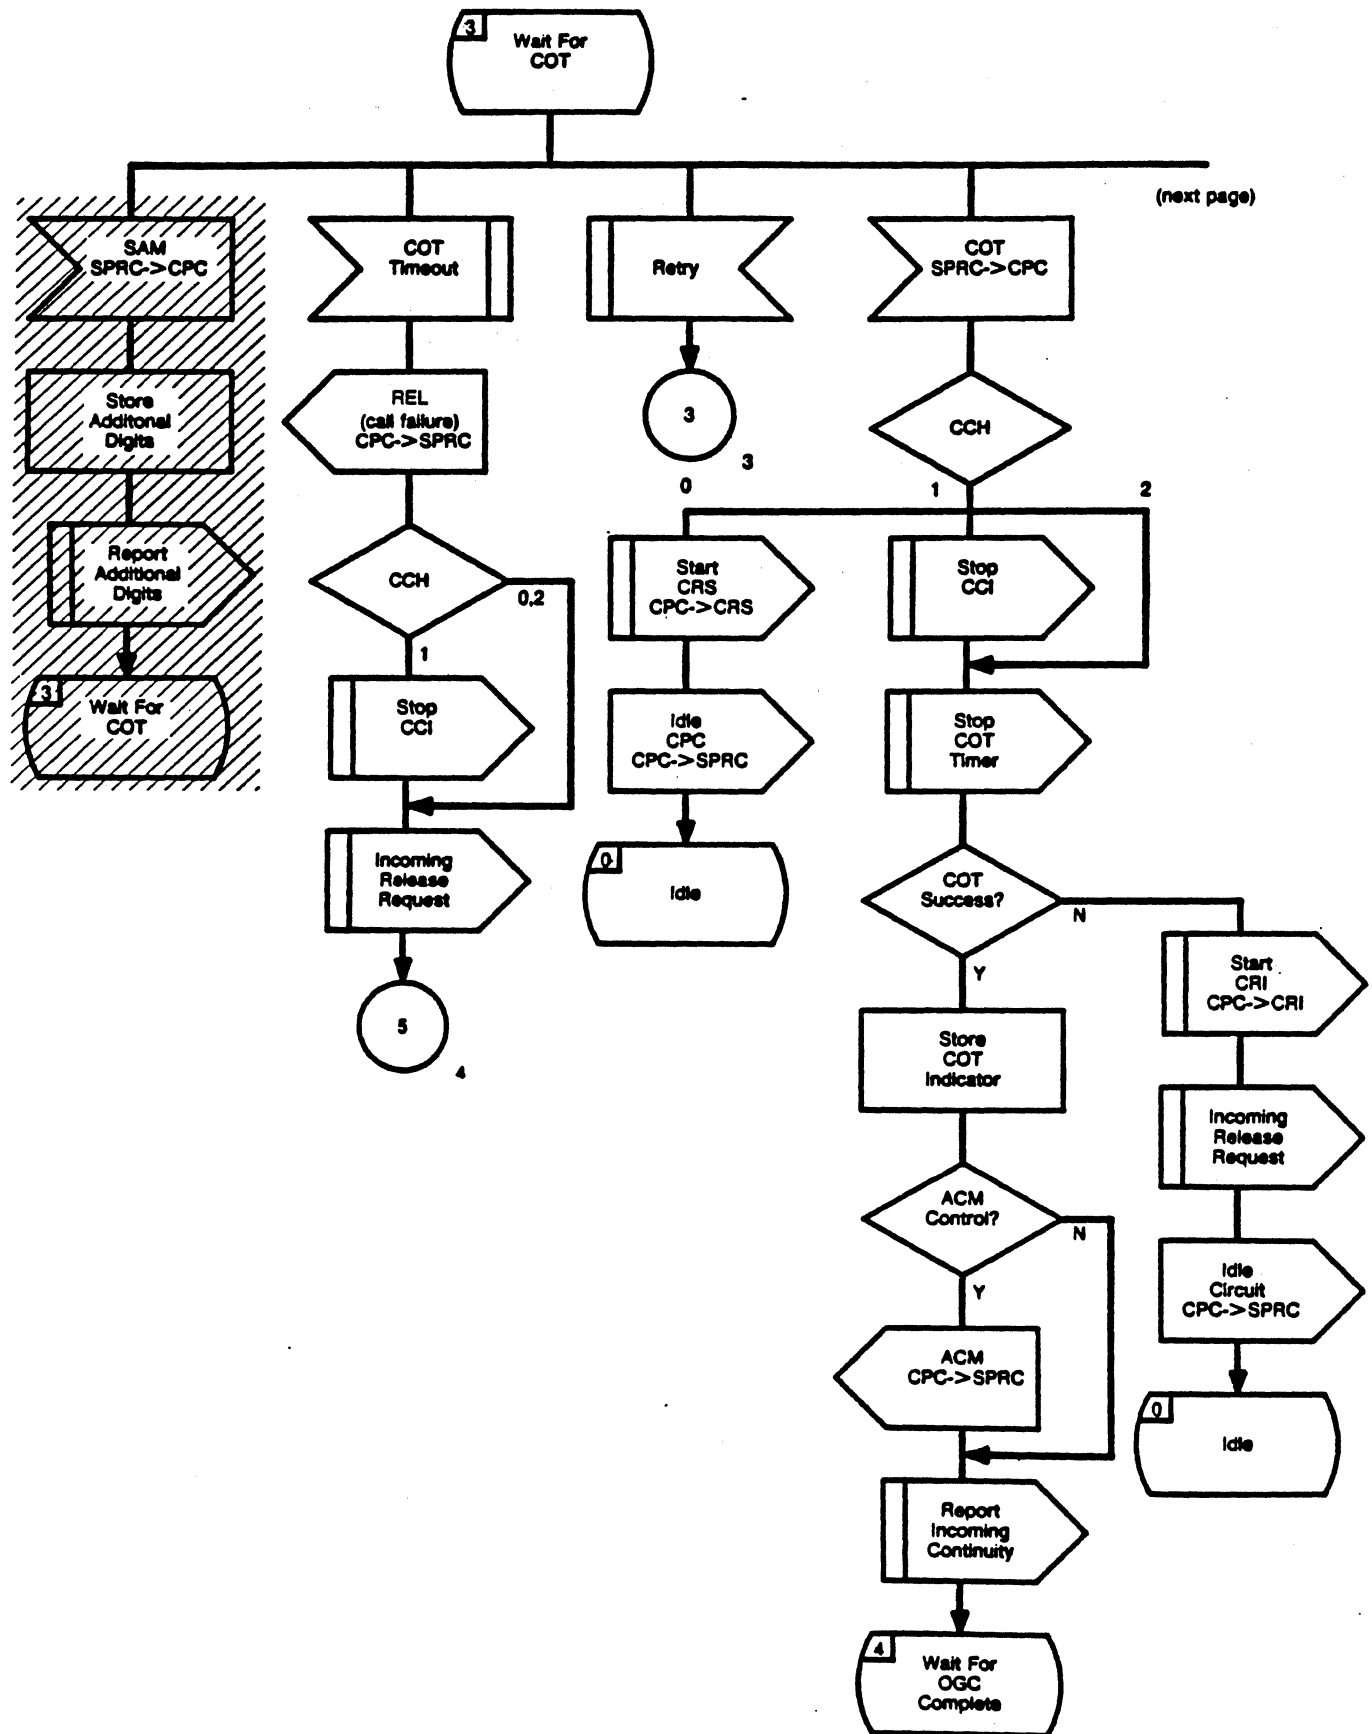 3
Wait For
COT
(next page)
SAM
SPRC->CPC
Store
Additonal
Digits
Report
Additional
Digits
3
Wait For
COT
COT
Timeout
REL
(call failure)
CPC->SPRC
CCH
0,2
1
Stop
CCI
Incoming
Release
Request
5
4
Retry
3
3
COT
SPRC->CPC
CCH
0
1
2
Start
CRS
CPC->CRS
Idle
CPC
CPC->SPRC
0
Idle
Stop
CCI
Stop
COT
Timer
COT
Success?
N
Y
Store
COT
Indicator
ACM
Control?
N
Y
ACM
CPC->SPRC
Report
Incoming
Continuity
4
Wait For
OGC
Complete
Start
CRI
CPC->CRI
Incoming
Release
Request
Idle
Circuit
CPC->SPRC
0
Idle